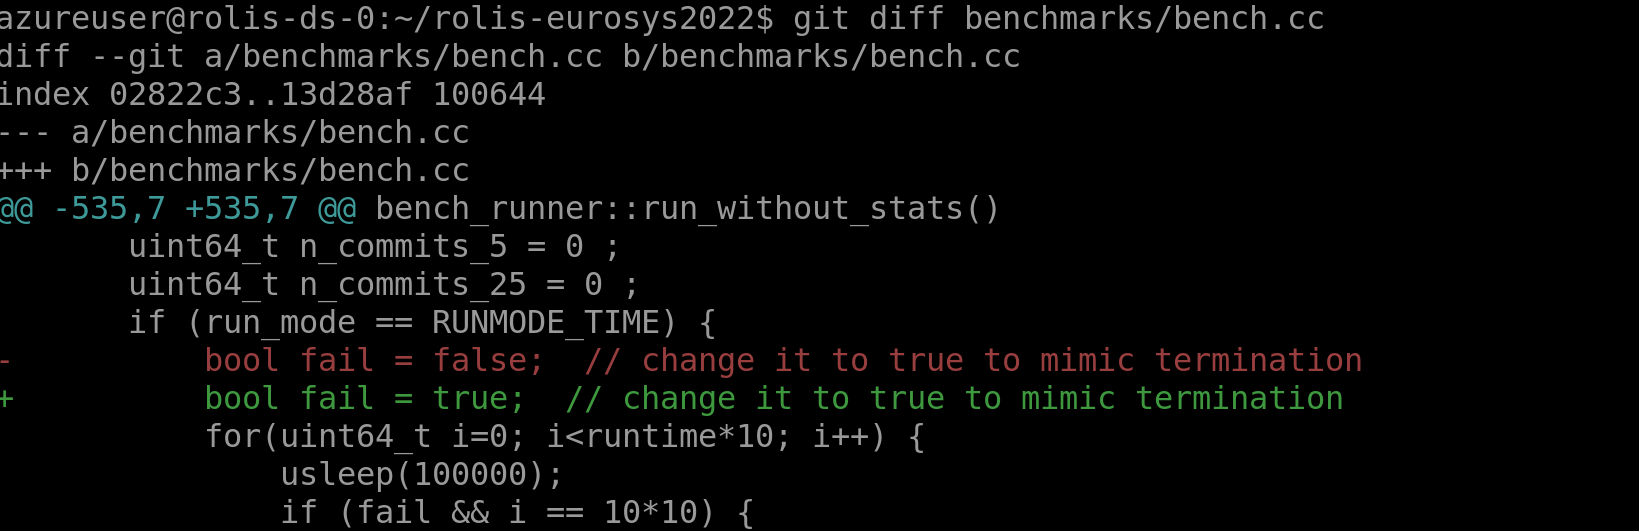 azureuser@rolis-ds-0:~/rolis-eurosys2022$ git diff benchmarks/bench.cc
diff --git a/benchmarks/bench.cc b/benchmarks/bench.cc
index 02822c3..13d28af 100644
--- a/benchmarks/bench.cc
+++ b/benchmarks/bench.cc
@@ -535,7 +535,7 @@ bench_runner::run_without_stats()
       uint64_t n_commits_5 = 0 ;
       uint64_t n_commits_25 = 0 ;
       if (run_mode == RUNMODE_TIME) {
-          bool fail = false;  // change it to true to mimic termination
+          bool fail = true;  // change it to true to mimic termination
           for(uint64_t i=0; i<runtime*10; i++) {
               usleep(100000);
               if (fail && i == 10*10) {